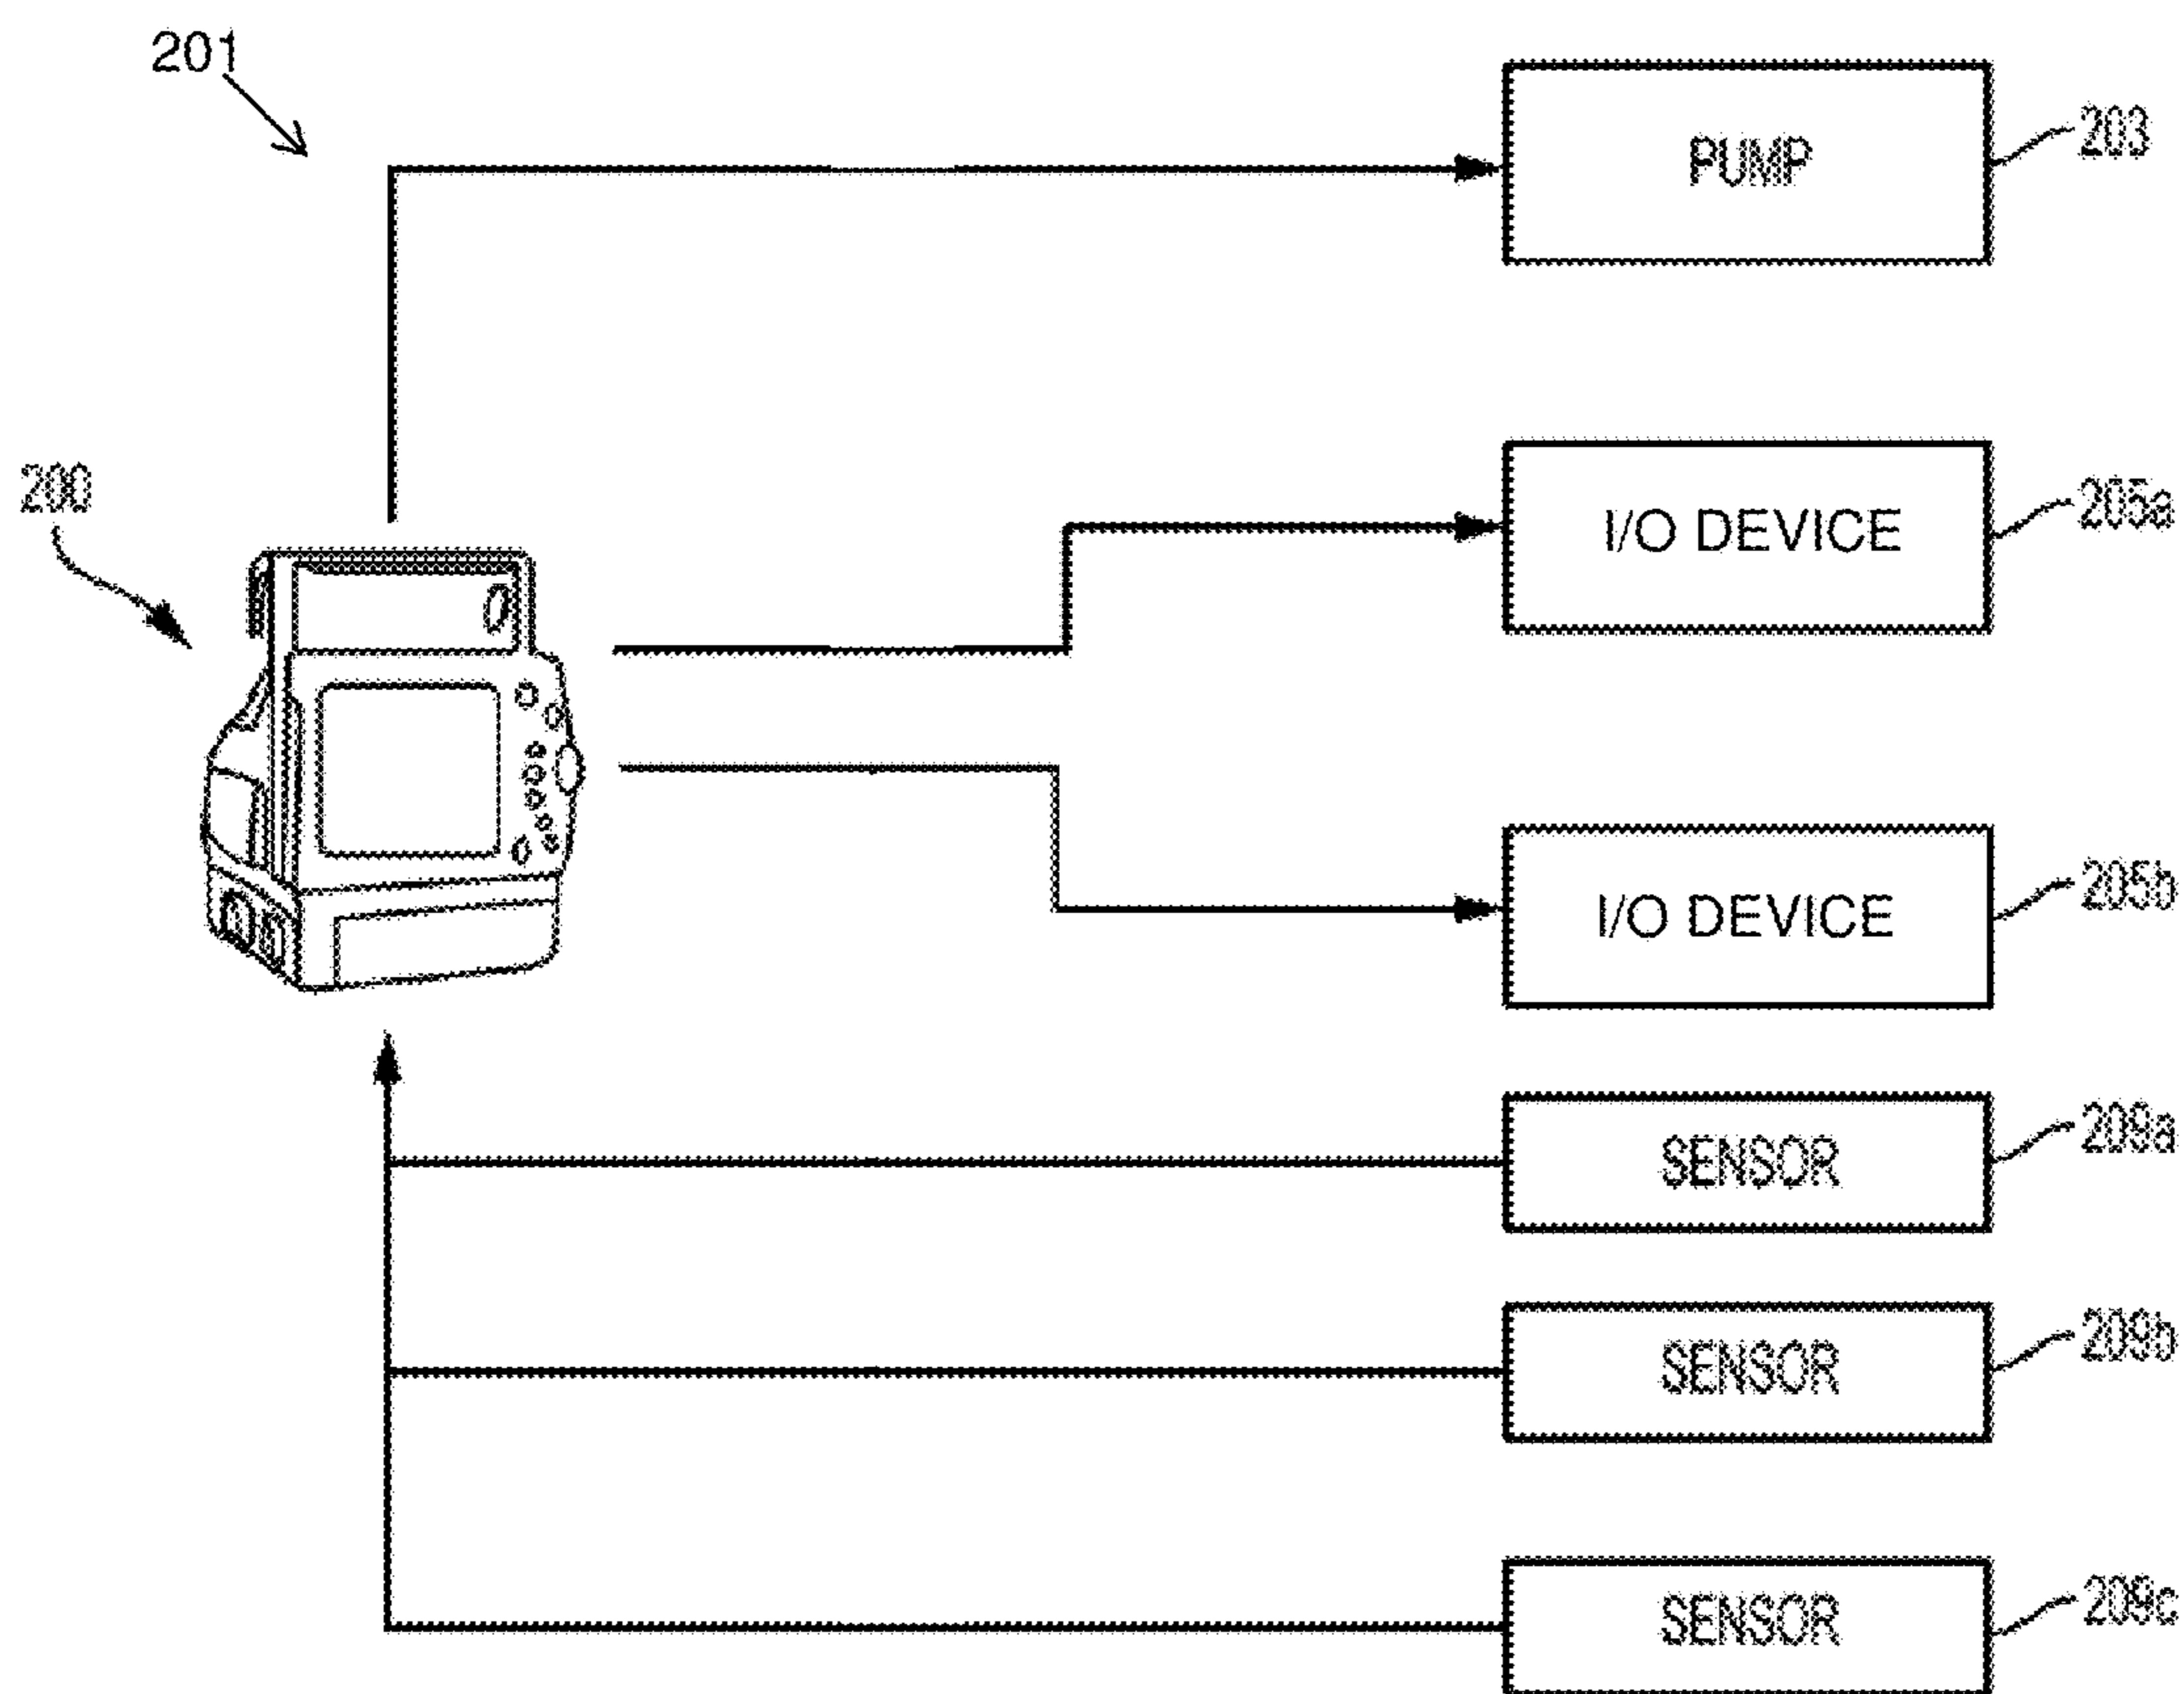 201
PUMP
203
200
I/O DEVICE
205a
I/O DEVICE
205b
SENSOR
209a
SENSOR
209b
SENSOR
209c